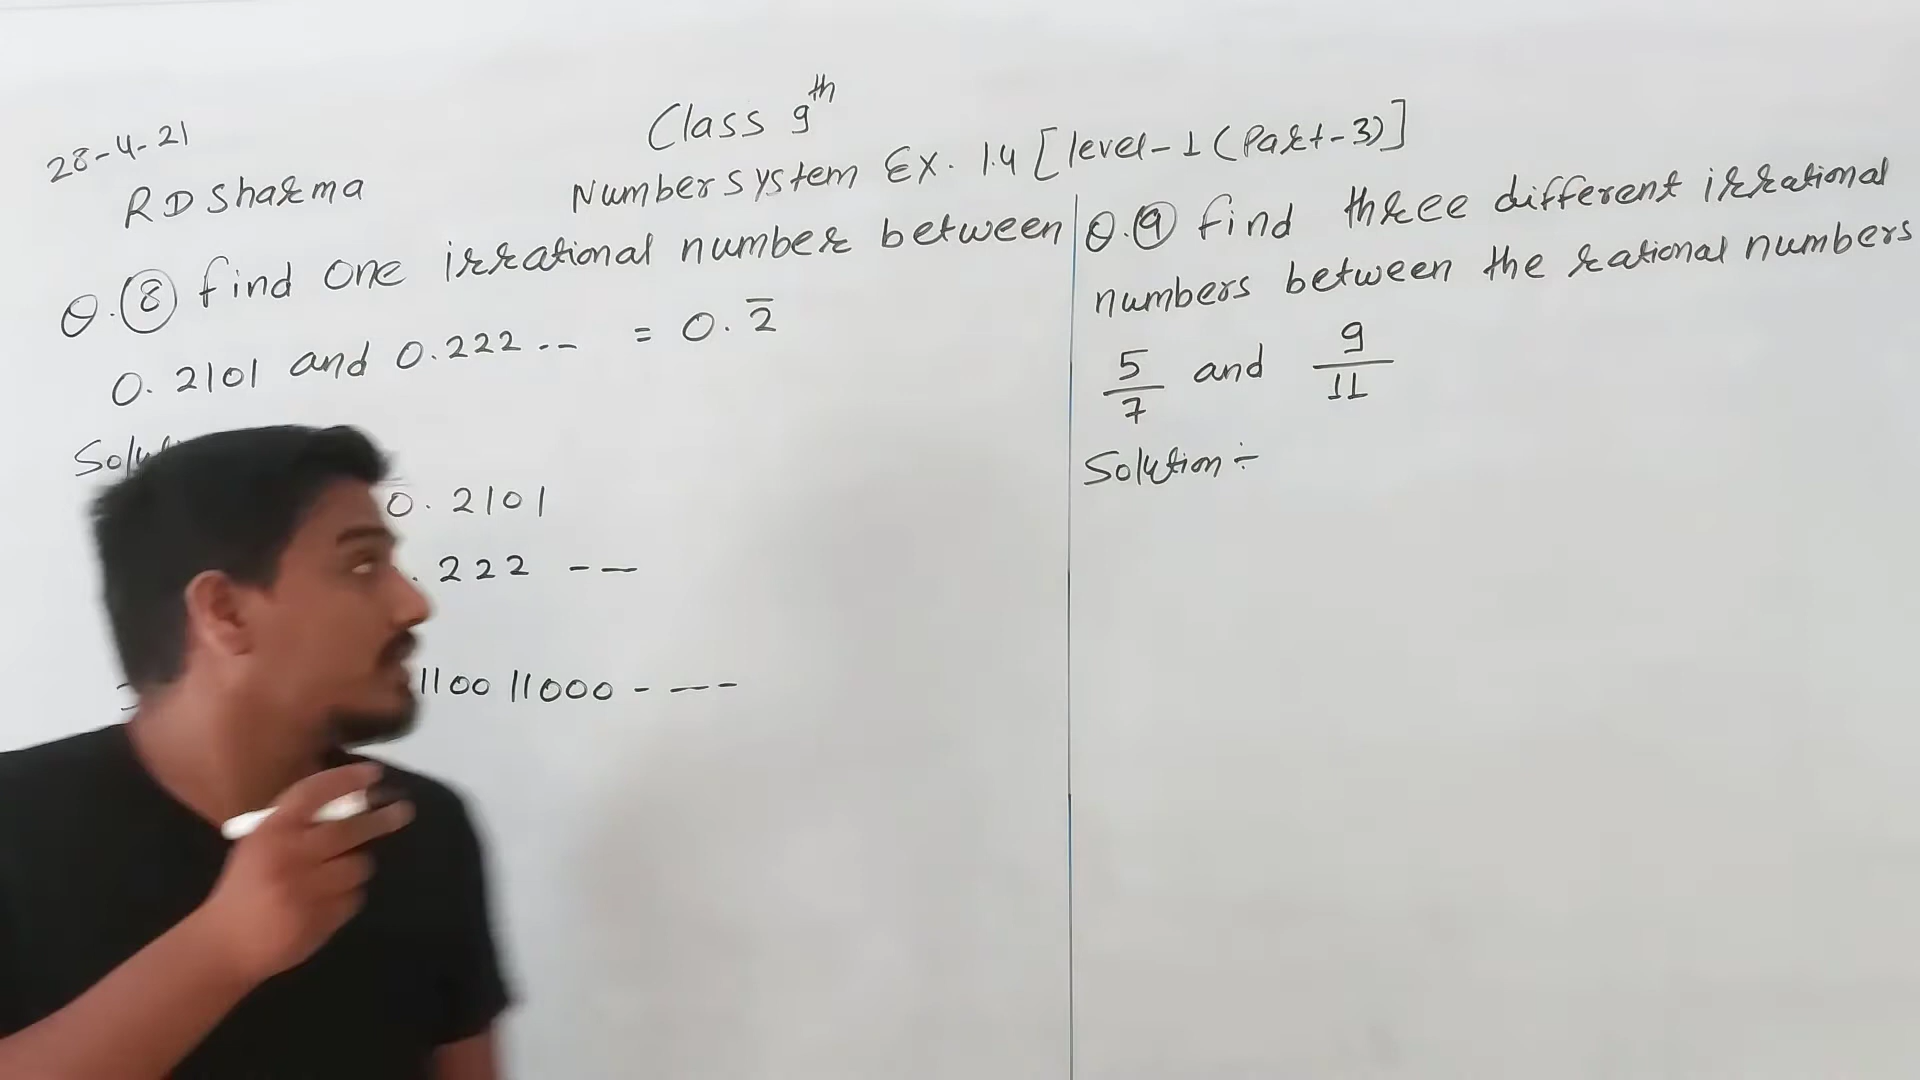 28-4-21
Class 9th
RD Sharma
Number system Ex. 1.4 [level-1 (Part-3)]
Q.8 find one irrational number between
0.2101 and 0.222-- = 0.2̅
0.2101
.222 --
1100 11000 - ---
Q.9 find three different irrational
numbers between the rational numbers
5/7 and 9/11
Solution ÷